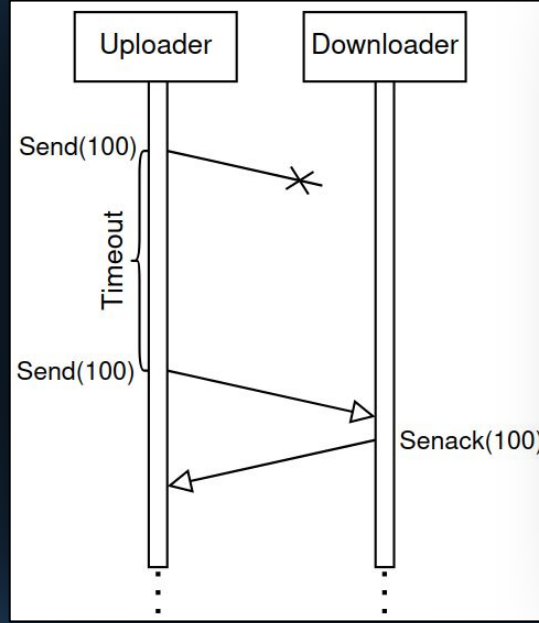 Uploader
Downloader
Send(100)
Timeout
Send(100)
Senack(100)